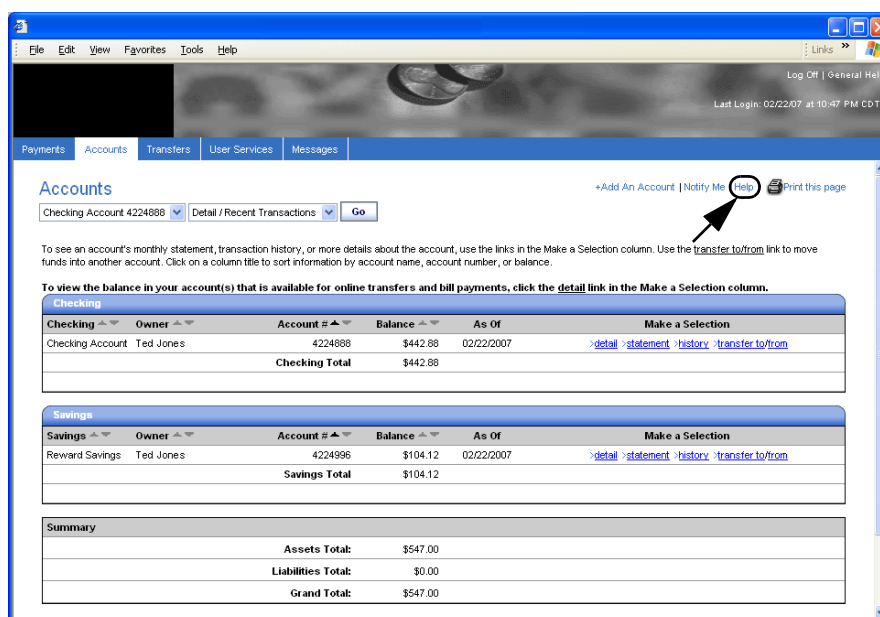 File Edit View Favorites Tools Help Links »
Log Off | General Hel
Last Login: 02/22/07 at 10:47 PM CDT
Payments Accounts Transfers User Services Messages
Accounts
+Add An Account | Notify Me Help Print this page
Checking Account 4224888 Detail / Recent Transactions Go
To see an account's monthly statement, transaction history, or more details about the account, use the links in the Make a Selection column. Use the transfer to/from link to move
funds into another account. Click on a column title to sort information by account name, account number, or balance.
To view the balance in your account(s) that is available for online transfers and bill payments, click the detail link in the Make a Selection column.
Checking
Checking Owner Account # Balance As Of Make a Selection
Checking Account Ted Jones 4224888 $442.88 02/22/2007 >detail >statement >history >transfer to/from
Checking Total $442.88
Savings
Savings Owner Account # Balance As Of Make a Selection
Reward Savings Ted Jones 4224996 $104.12 02/22/2007 >detail >statement >history >transfer to/from
Savings Total $104.12
Summary
Assets Total: $547.00
Liabilities Total: $0.00
Grand Total: $547.00